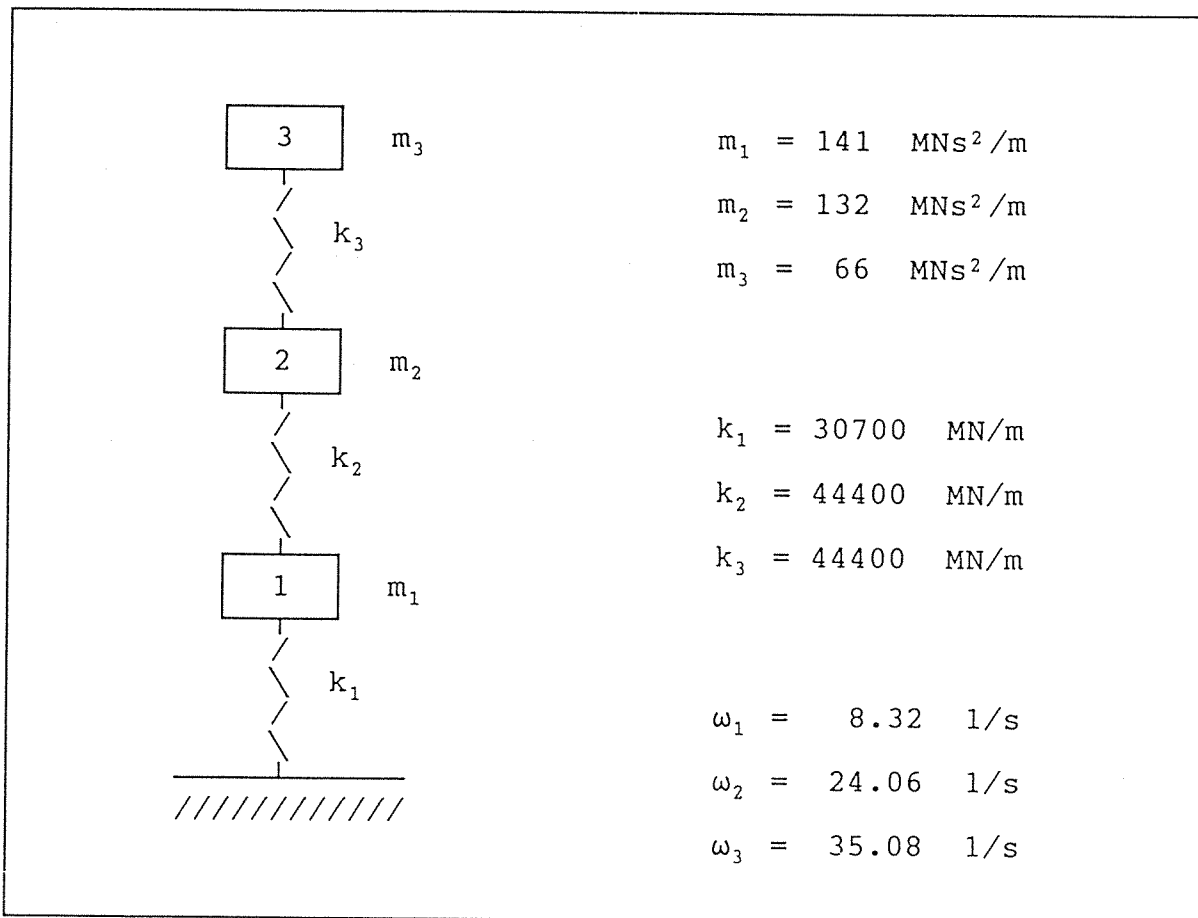 3 m₃
k₃
2 m₂
k₂
1 m₁
k₁
m₁ = 141 MNs²/m
m₂ = 132 MNs²/m
m₃ = 66 MNs²/m
k₁ = 30700 MN/m
k₂ = 44400 MN/m
k₃ = 44400 MN/m
ω₁ = 8.32 1/s
ω₂ = 24.06 1/s
ω₃ = 35.08 1/s